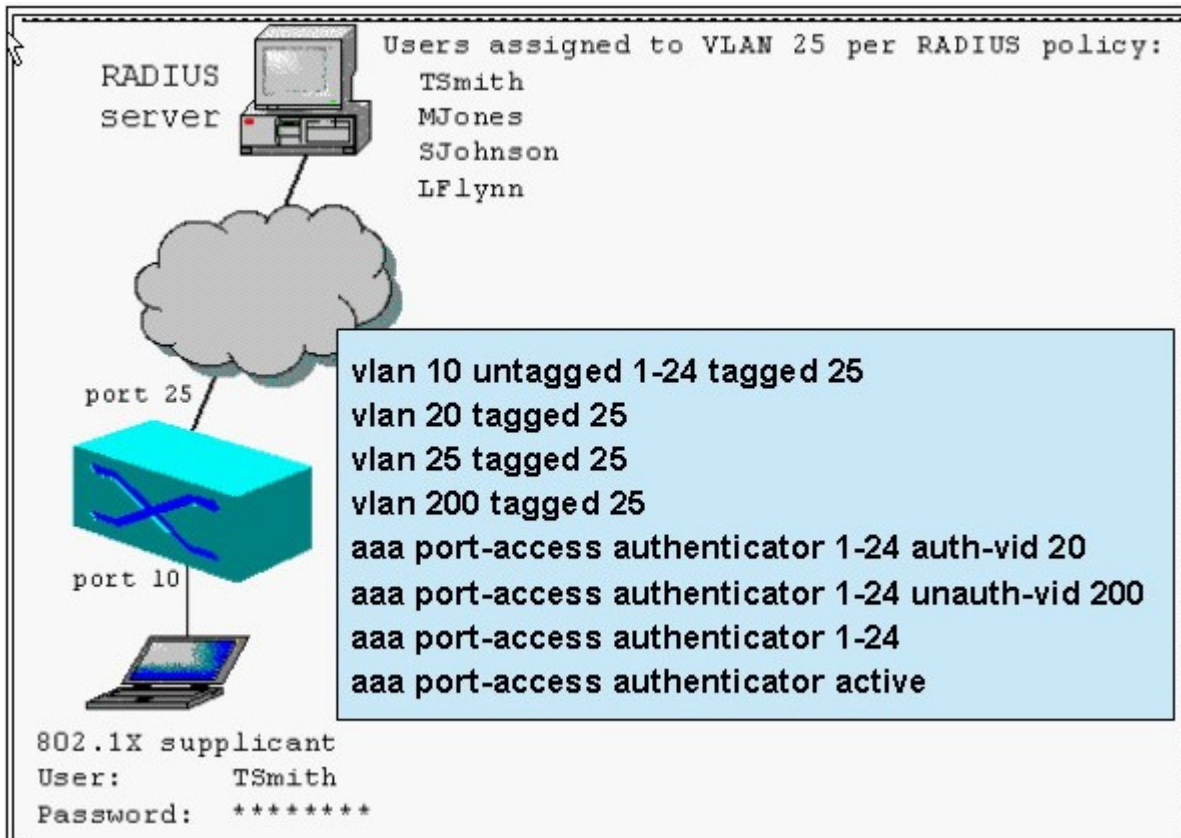 RADIUS
server
Users assigned to VLAN 25 per RADIUS policy:
TSmith
MJones
SJohnson
LFlynn
port 25
vlan 10 untagged 1-24 tagged 25
vlan 20 tagged 25
vlan 25 tagged 25
vlan 200 tagged 25
aaa port-access authenticator 1-24 auth-vid 20
aaa port-access authenticator 1-24 unauth-vid 200
aaa port-access authenticator 1-24
aaa port-access authenticator active
port 10
802.1X supplicant
User: TSmith
Password: ********